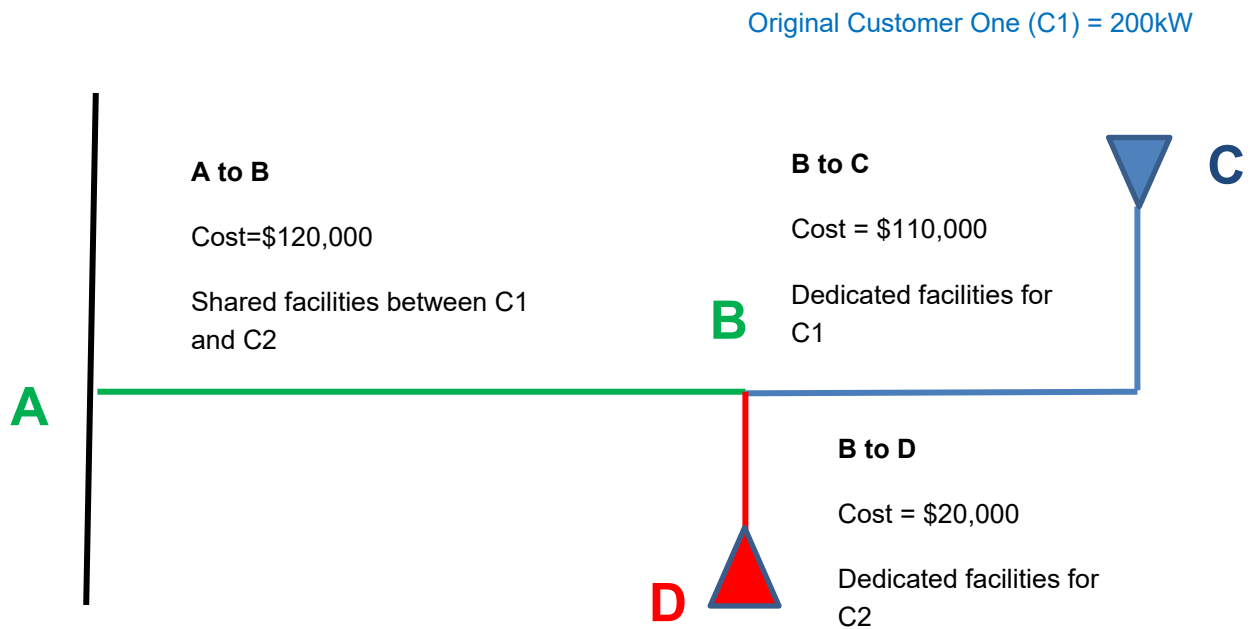 Original Customer One (C1) = 200kW
A to B
Cost=$120,000
Shared facilities between C1
and C2
B to C
Cost = $110,000
Dedicated facilities for
C1
C
B
A
B to D
Cost = $20,000
Dedicated facilities for
C2
D